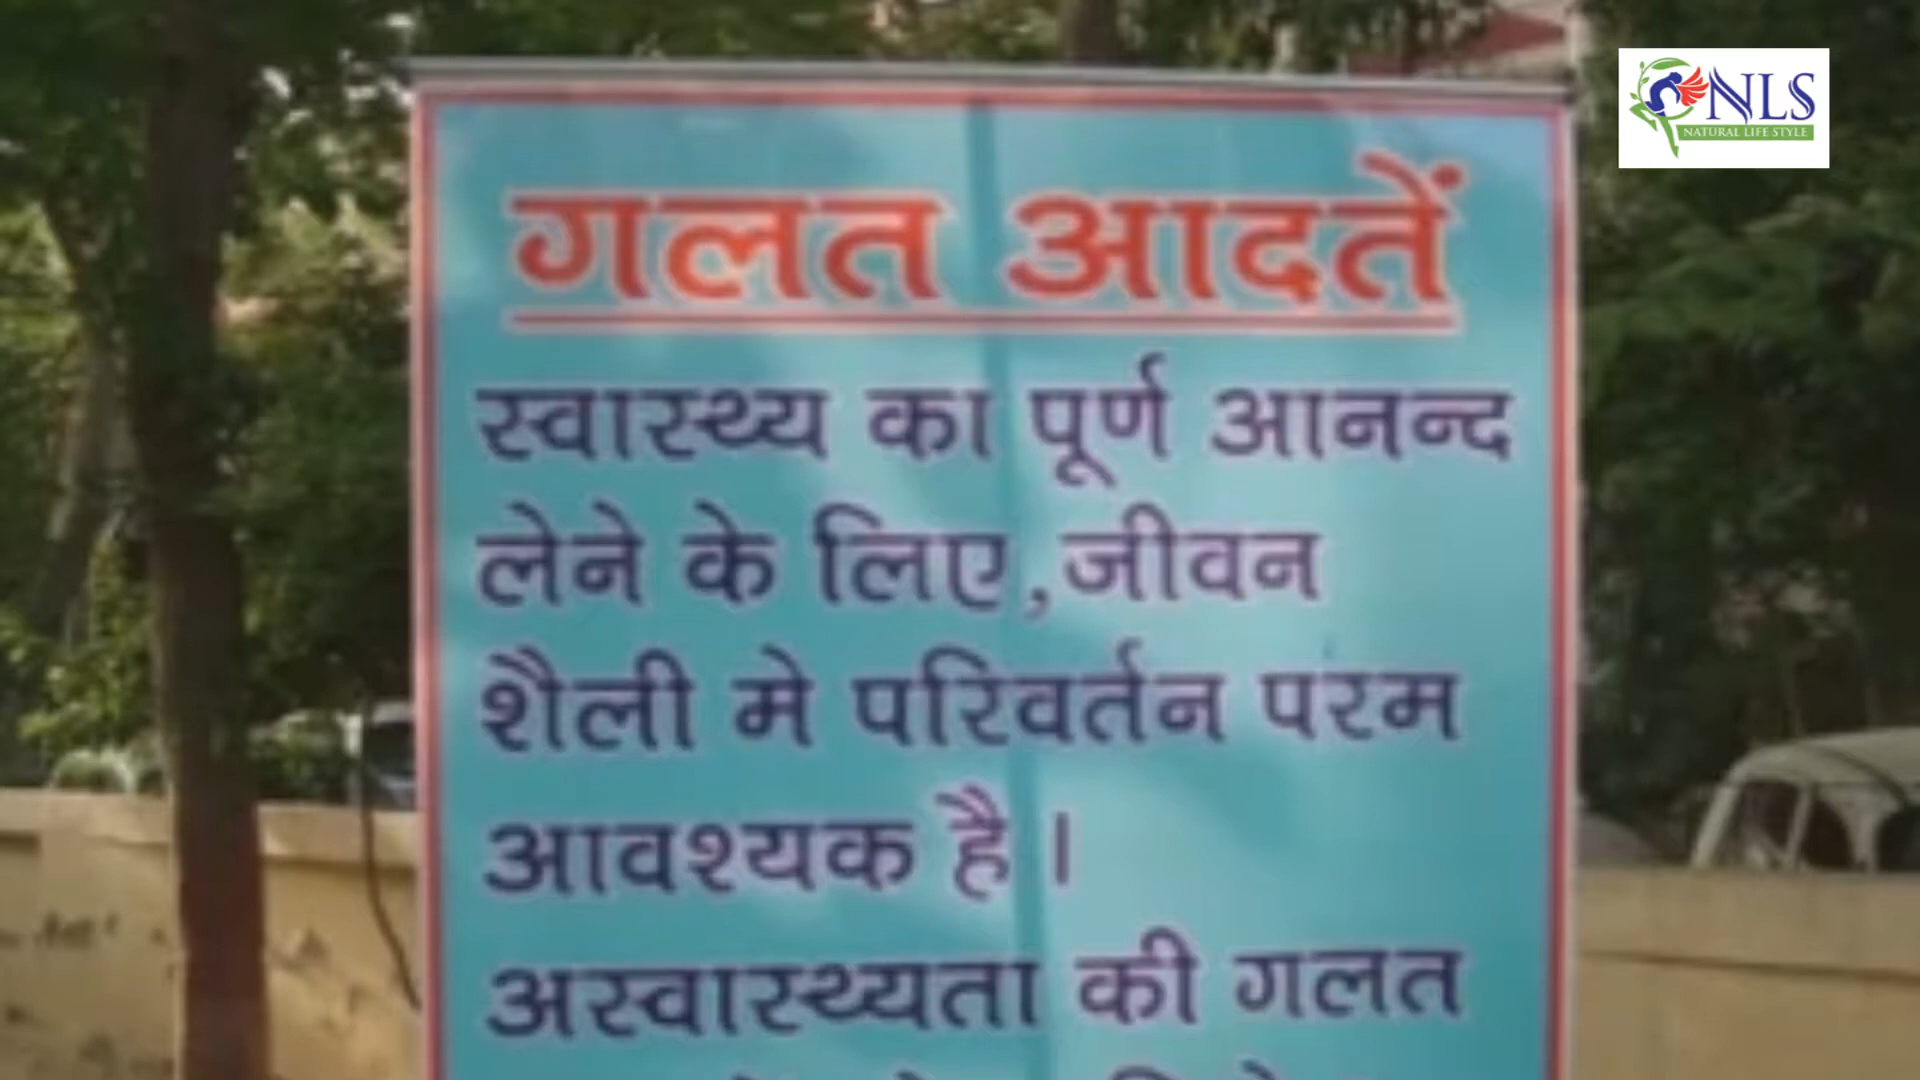 NLS
NATURAL LIFE STYLE
गलत आदतें
स्वास्थ्य का पूर्ण आनन्द
लेने के लिए ,जीवन
शैली मे परिवर्तन परम
आवश्यक है ।
अस्वास्थ्यता की गलत